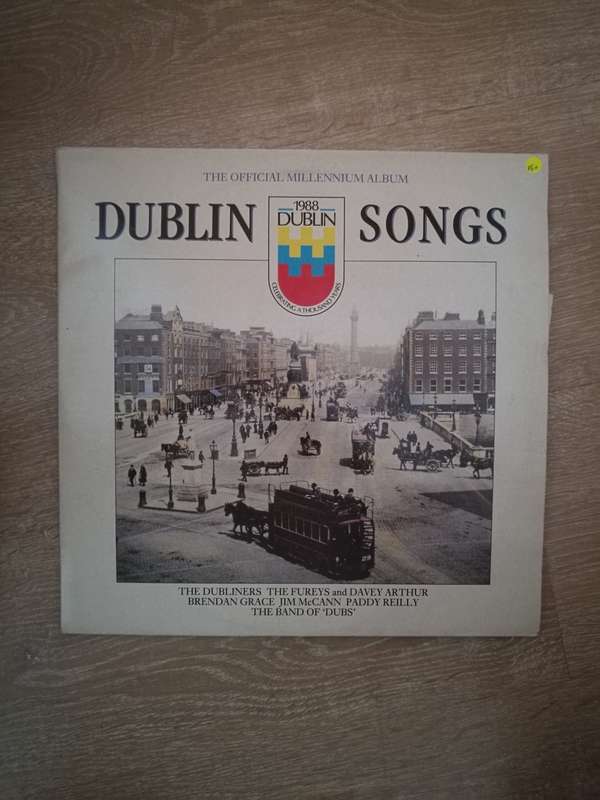 THE OFFICIAL MILLENNIUM ALBUM
DUBLIN SONGS
1988
DUBLIN
CELEBRATING A THOUSAND YEARS
THE DUBLINERS THE FUREYS and DAVEY ARTHUR
BRENDAN GRACE JIM McCANN PADDY REILLY
THE BAND OF 'DUBS'